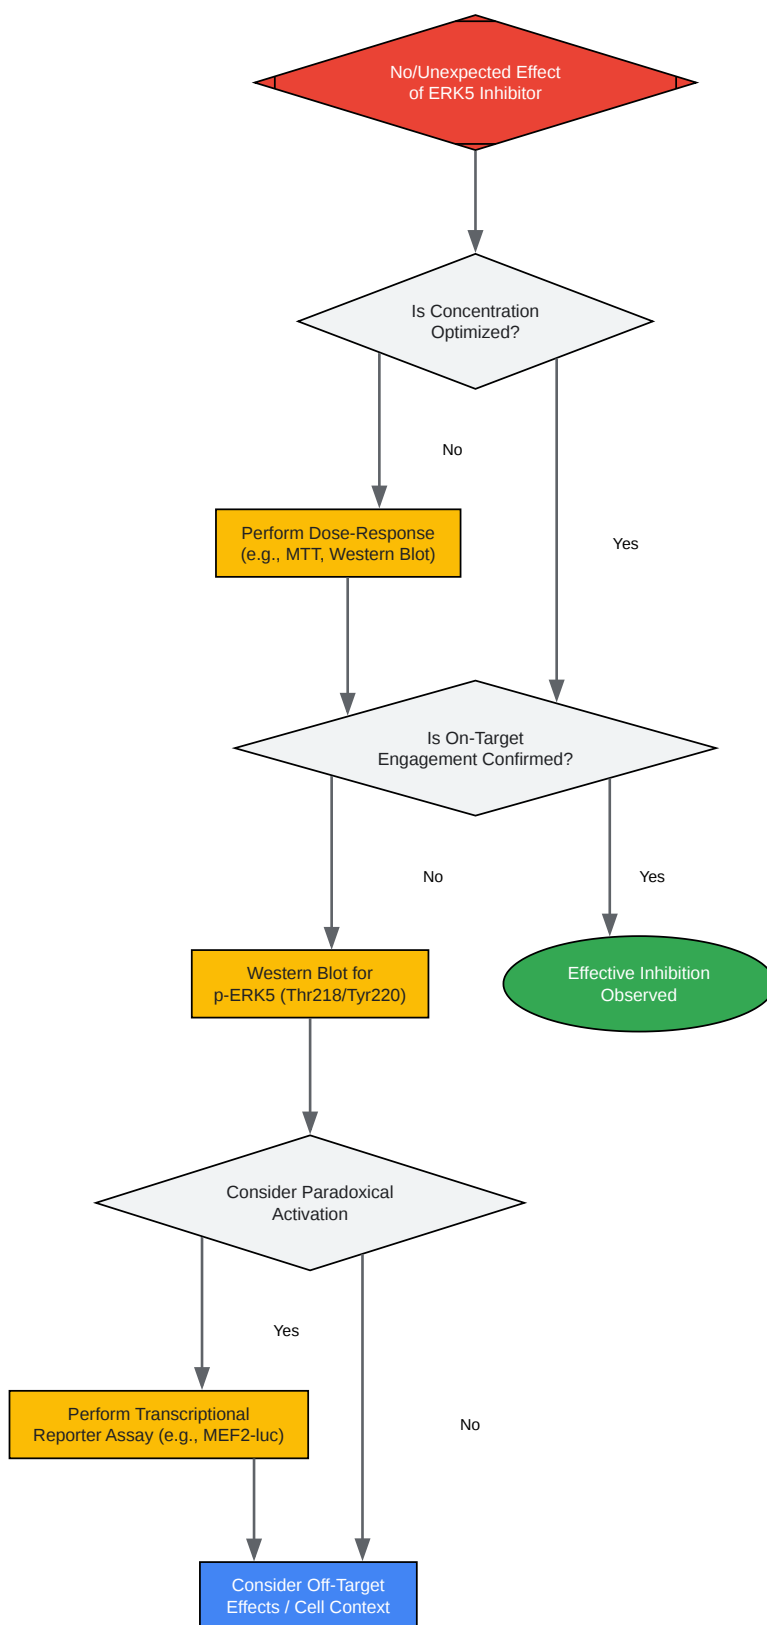 No/Unexpected Effect
of ERK5 Inhibitor
Is Concentration
Optimized?
No
Perform Dose-Response
(e.g., MTT, Western Blot)
Yes
Is On-Target
Engagement Confirmed?
No
Yes
Western Blot for
p-ERK5 (Thr218/Tyr220)
Effective Inhibition
Observed
Consider Paradoxical
Activation
Yes
Perform Transcriptional
Reporter Assay (e.g., MEF2-luc)
No
Consider Off-Target
Effects / Cell Context